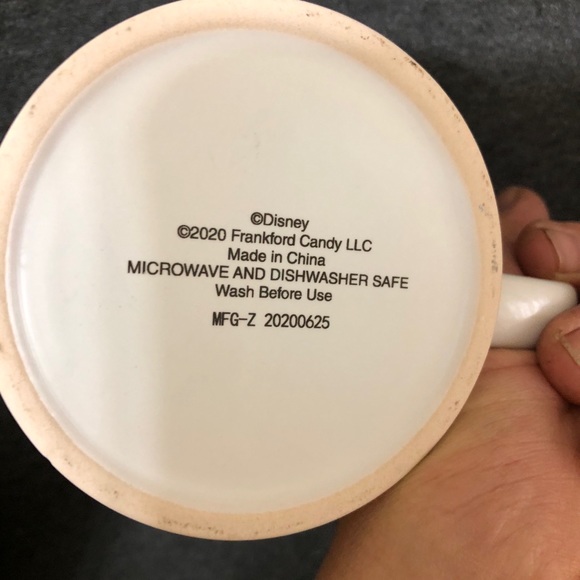 ©Disney
©2020 Frankford Candy LLC
Made in China
MICROWAVE AND DISHWASHER SAFE
Wash Before Use
MFG-Z 20200625